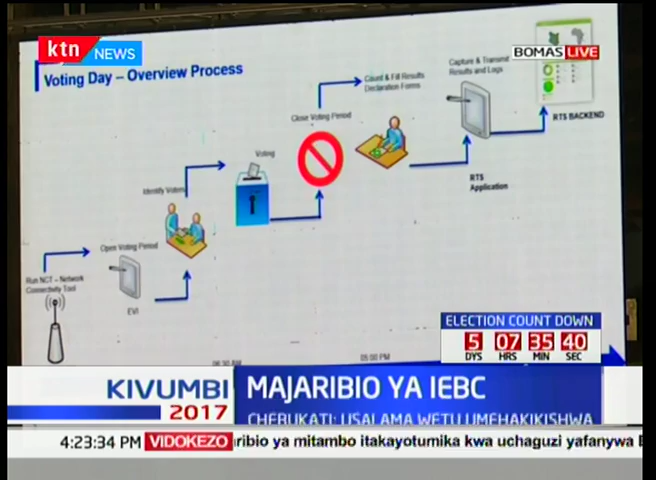 ktn NEWS
BOMAS LIVE
Voting Day – Overview Process
Capture & Transmit
Results and Logs
Count & Fill Results
Declaration Forms
Close Voting Period
RTS BACKEND
Voting
Identify Voters
RTS
Application
Open Voting Period
Run NCT – Network
Connectivity Tool
EVI
05:00 PM
ELECTION COUNT DOWN
5 07 35 40
DYS HRS MIN SEC
KIVUMBI
2017
MAJARIBIO YA IEBC
CHERUKATI: USALAMA WETU UMEHAKIKISHWA
4:23:34 PM VIDOKEZO ribio ya mitambo itakayotumika kwa uchaguzi yafanywa